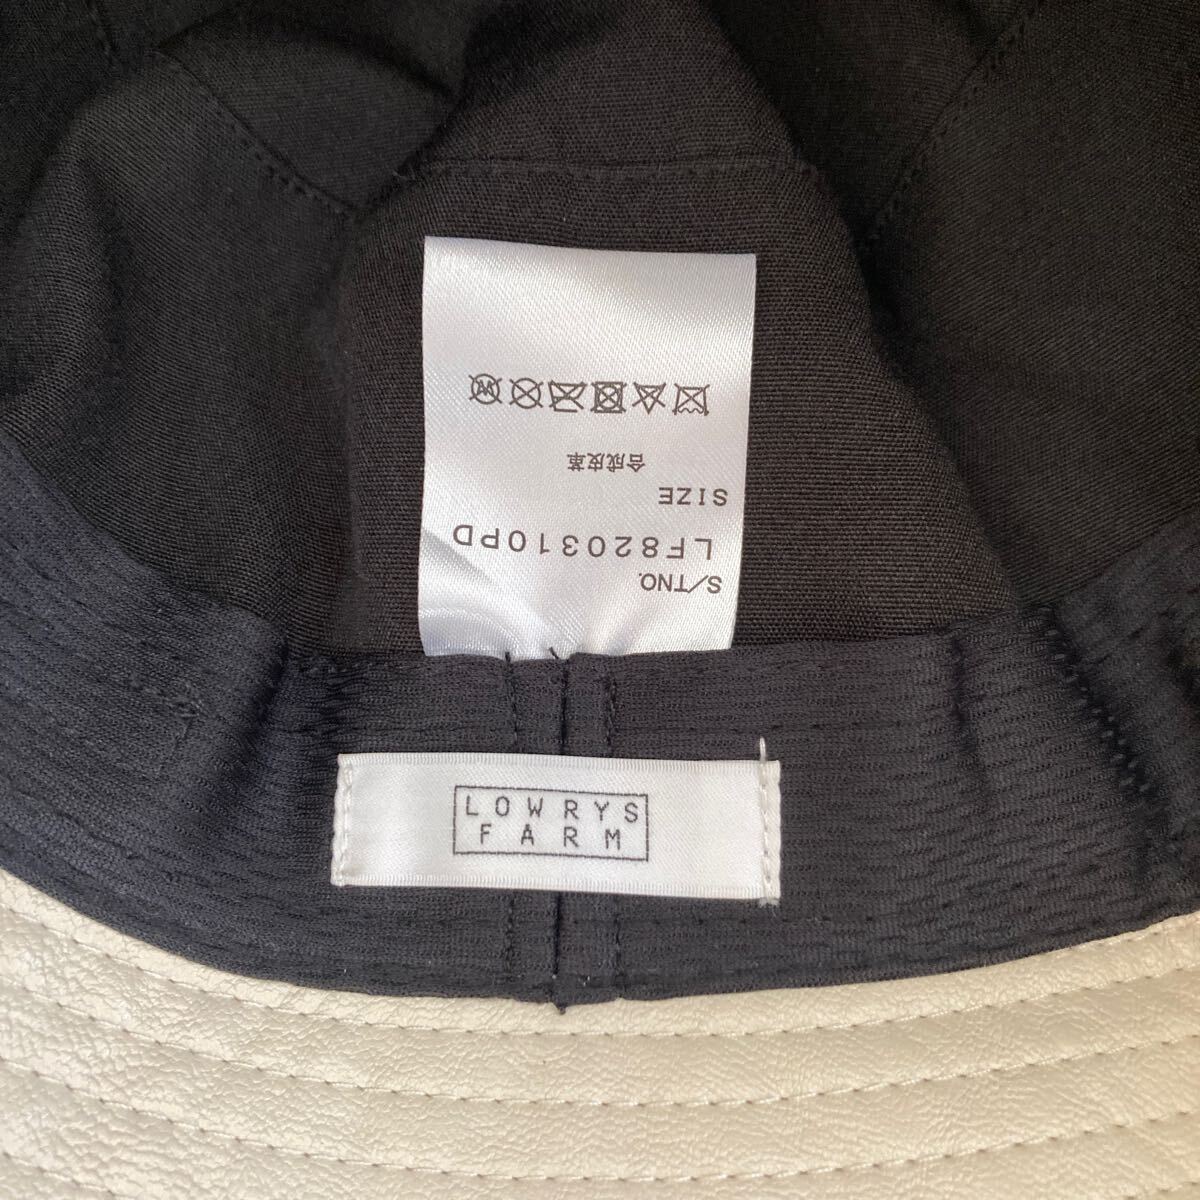 S/TNO.
LF820310PD
SIZE
合成皮革
W
LOWRYS
FARM